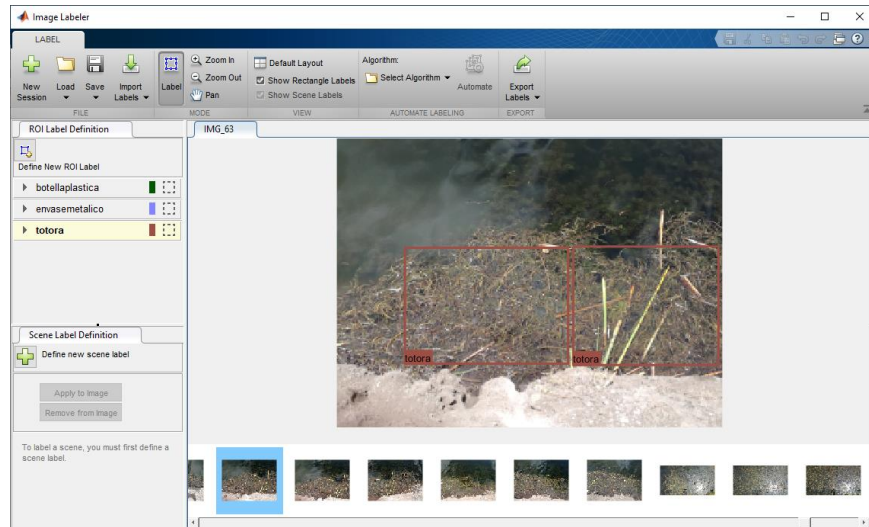 Image Labeler
LABEL
New Session
Load
Save
Import Labels
FILE
Label
Zoom In
Zoom Out
Pan
MODE
Default Layout
Show Rectangle Labels
Show Scene Labels
VIEW
Algorithm:
Select Algorithm
Automate
AUTOMATE LABELING
Export Labels
EXPORT
ROI Label Definition
Define New ROI Label
botellaplastica
envasemetalico
totora
Scene Label Definition
Define new scene label
Apply to Image
Remove from Image
To label a scene, you must first define a
scene label.
IMG_63
totora
totora